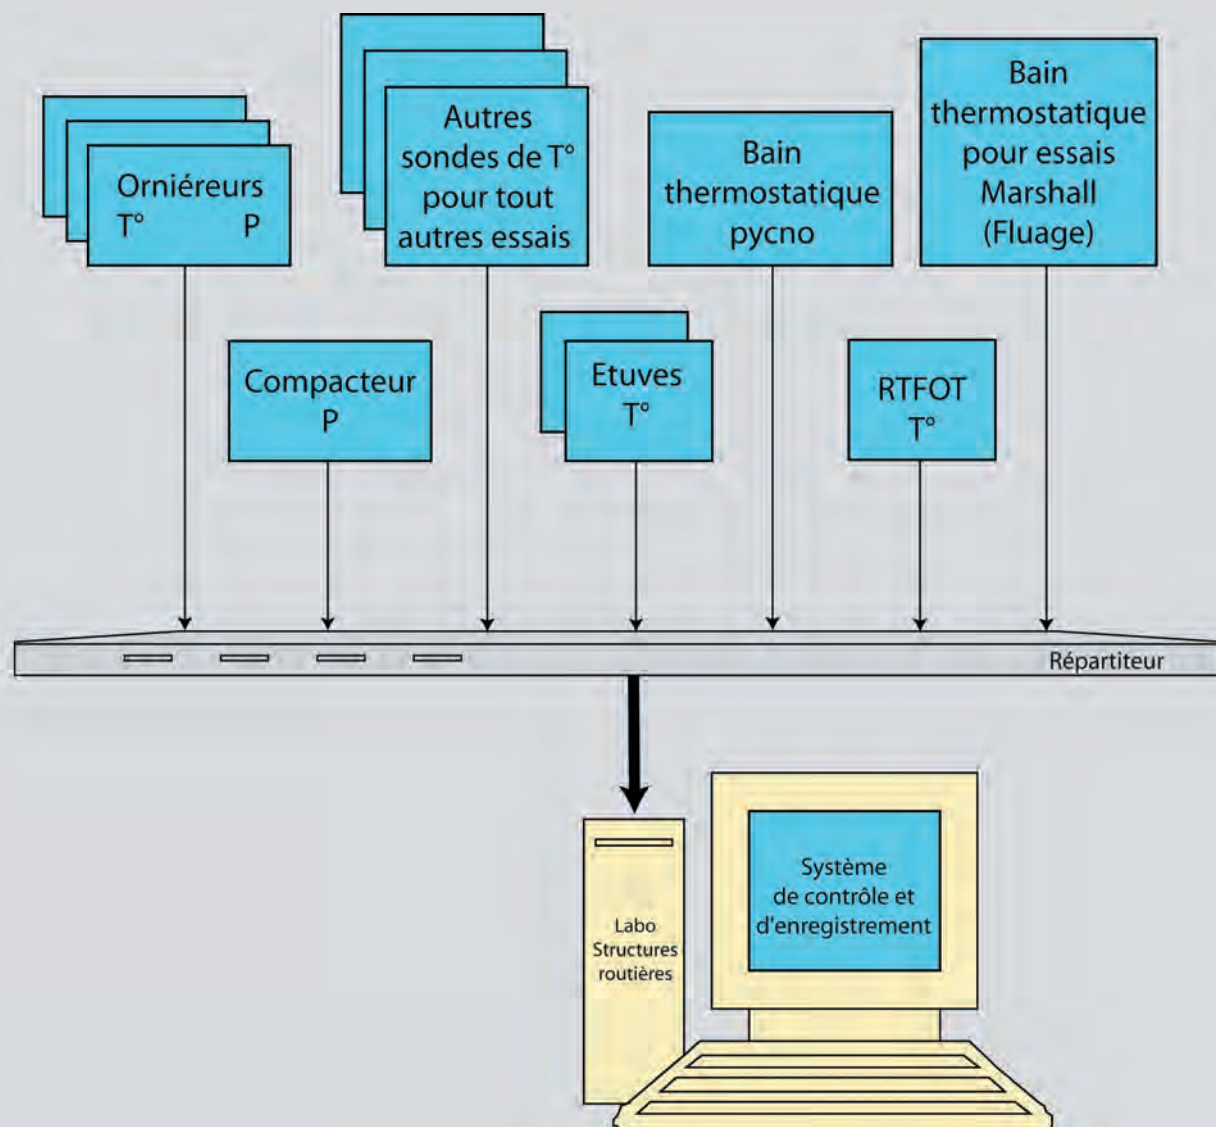 Orniéreurs
T° P
Autres
sondes de T°
pour tout
autres essais
Bain
thermostatique
pycno
Bain
thermostatique
pour essais
Marshall
(Fluage)
Compacteur
P
Etuves
T°
RTFOT
T°
Répartiteur
Labo
Structures
routières
Système
de contrôle et
d'enregistrement